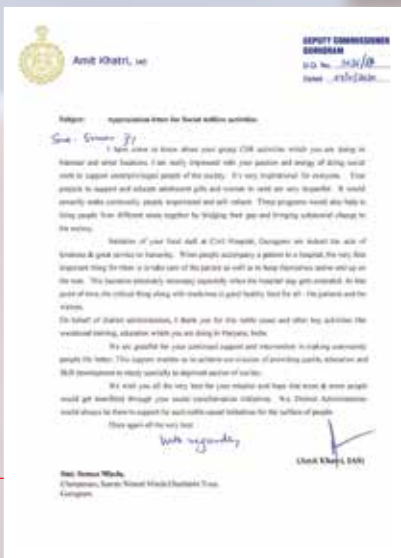 DEPUTY COMMISSIONER
GURUGRAM
Amit Khatri, IAS
D.O. No.
Dated
Subject: Appreciation letter for Social welfare activities
Smt. Suman Ji,
I have come to know about your group CSR activities which you are doing in
and other locations. I am really impressed with your passion and energy of doing social
work to support underprivileged people of the society. It's very inspirational for everyone. Your
projects to support and educate adolescent girls and women in need are very impactful. It would
certainly make community people empowered and self reliant. These programs would also help to
bring people from different areas together by bridging their gap and bringing substantial change to
the society.
Initiative of your food stall at Civil Hospital, Gurugram are indeed the acts of
kindness & great service to humanity. When people accompany a patient to a hospital, the very first
important thing for them is to take care of the patient as well as to keep themselves active and up on
the toes. This becomes extremely necessary especially when the hospital stay gets extended. At this
point of time, the critical thing along with medicines is good healthy food for all - the patients and the
visitors.
On behalf of district administration, I thank you for this noble cause and other key activities like
vocational training, education which you are doing in Haryana, India.
We are grateful for your continued support and intervention in making community
people life better. This support enables us to achieve our mission of providing quality education and
Skill development to needy specially to deprived section of society.
We wish you all the very best for your mission and hope that more & more people
would get benefitted through your social transformation initiatives. We, District Administration
would always be there to support for such noble social initiatives for the welfare of people.
Once again all the very best.
With regards,
(Amit Khatri, IAS)
Smt. Suman Minda,
Chairperson, Suman Nirmal Minda Charitable Trust,
Gurugram